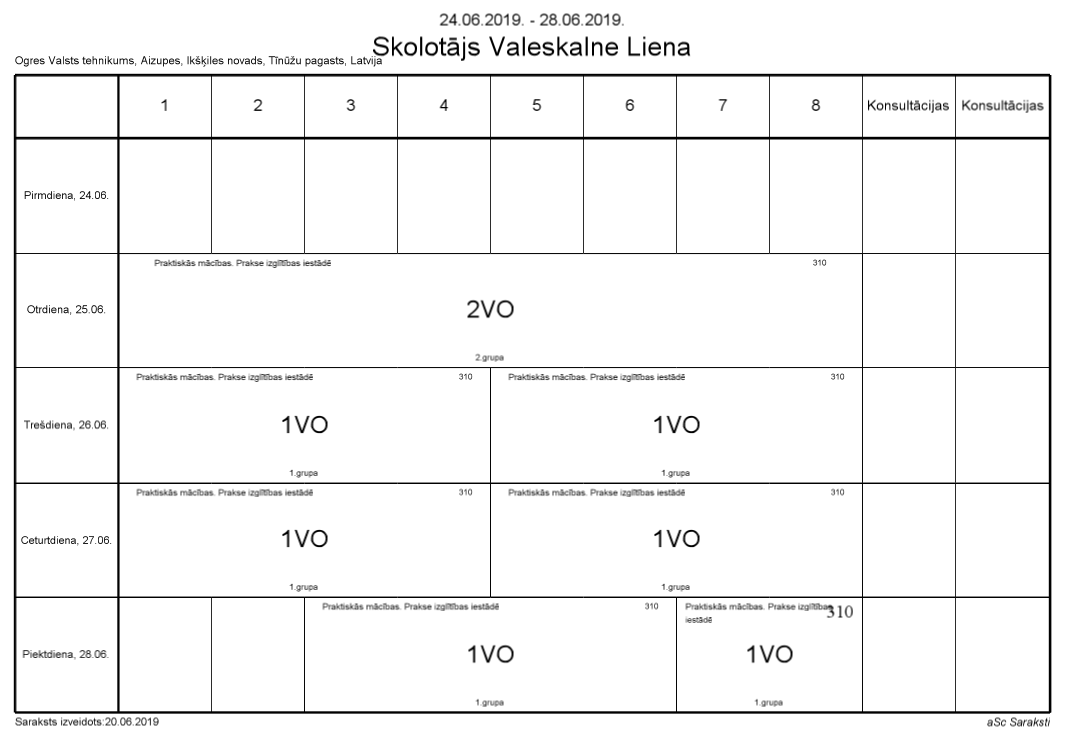 24.06.2019. - 28.06.2019.
Skolotājs Valeskalne Liena
Ogres Valsts tehnikums, Aizupes, Ikšķiles novads, Tīnūžu pagasts, Latvija
1 2 3 4 5 6 7 8 Konsultācijas Konsultācijas
Pirmdiena, 24.06.
Praktiskās mācības. Prakse izglītības iestādē 310
Otrdiena, 25.06. 2VO
2.grupa
Praktiskās mācības. Prakse izglītības iestādē 310 Praktiskās mācības. Prakse izglītības iestādē 310
Trešdiena, 26.06. 1VO 1VO
1.grupa 1.grupa
Praktiskās mācības. Prakse izglītības iestādē 310 Praktiskās mācības. Prakse izglītības iestādē 310
Ceturtdiena, 27.06. 1VO 1VO
1.grupa 1.grupa
Praktiskās mācības. Prakse izglītības iestādē 310 Praktiskās mācības. Prakse izglītības 310
iestādē
Piektdiena, 28.06. 1VO 1VO
1.grupa 1.grupa
Saraksts izveidots:20.06.2019 aSc Saraksti